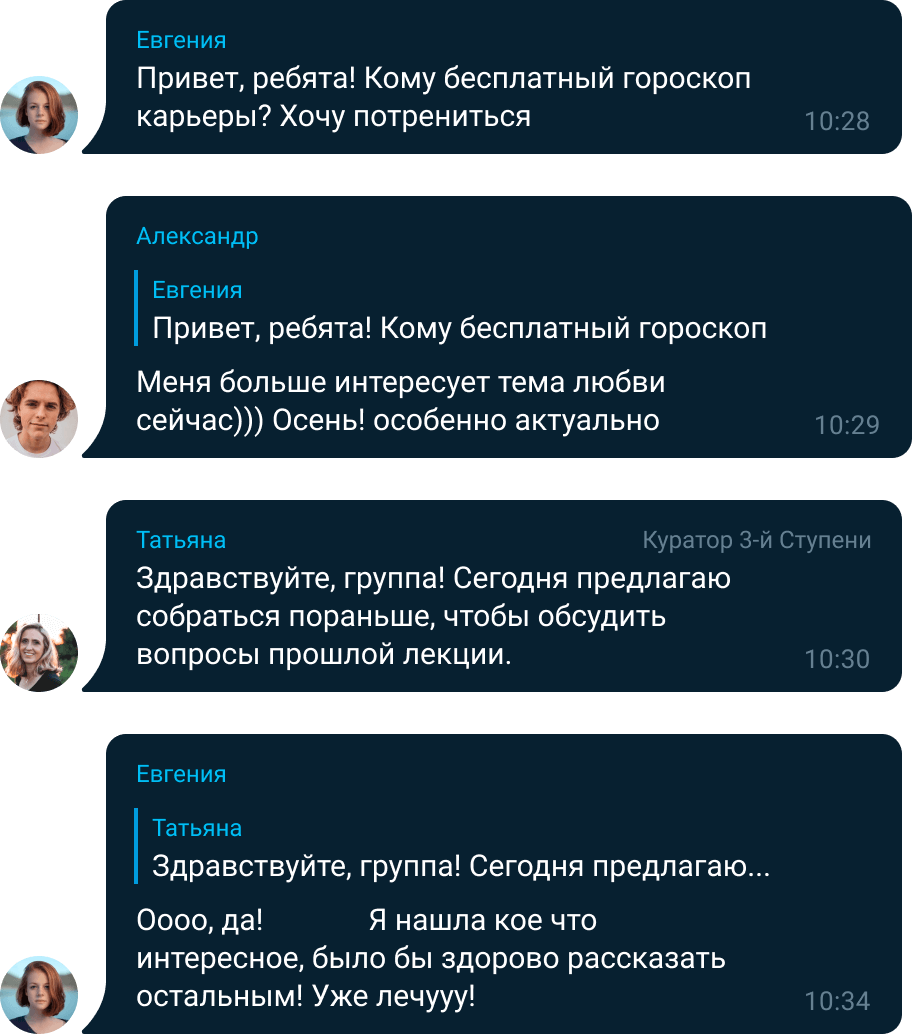 Евгения
Привет, ребята! Кому бесплатный гороскоп
карьеры? Хочу потрениться
10:28
Александр
Евгения
Привет, ребята! Кому бесплатный гороскоп
Меня больше интересует тема любви
сейчас))) Осень! особенно актуально
10:29
Татьяна Куратор 3-й Ступени
Здравствуйте, группа! Сегодня предлагаю
собраться пораньше, чтобы обсудить
вопросы прошлой лекции.
10:30
Евгения
Татьяна
Здравствуйте, группа! Сегодня предлагаю...
Оооо, да! Я нашла кое что
интересное, было бы здорово рассказать
остальным! Уже лечууу!
10:34